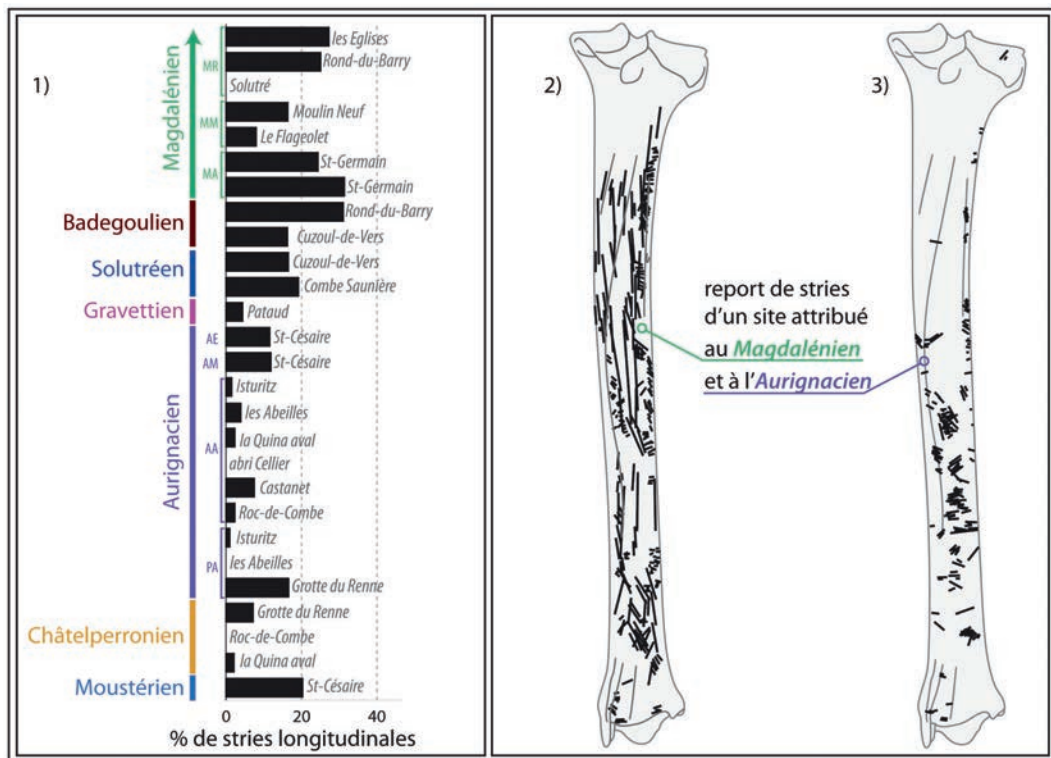 1)
Magdalénien
MR
les Eglises
Rond-du-Barry
Solutré
MM
Moulin Neuf
Le Flageolet
MA
St-Germain
St-Germain
Badegoulien
Rond-du-Barry
Cuzoul-de-Vers
Solutréen
Cuzoul-de-Vers
Combe Saunière
Gravettien
Pataud
Aurignacien
AE
St-Césaire
AM
St-Césaire
AA
Isturitz
les Abeilles
la Quina aval
abri Cellier
Castanet
Roc-de-Combe
PA
Isturitz
les Abeilles
Grotte du Renne
Châtelperronien
Grotte du Renne
Roc-de-Combe
la Quina aval
Moustérien
St-Césaire
0 20 40
% de stries longitudinales
2)
3)
report de stries
d'un site attribué
au Magdalénien
et à l'Aurignacien